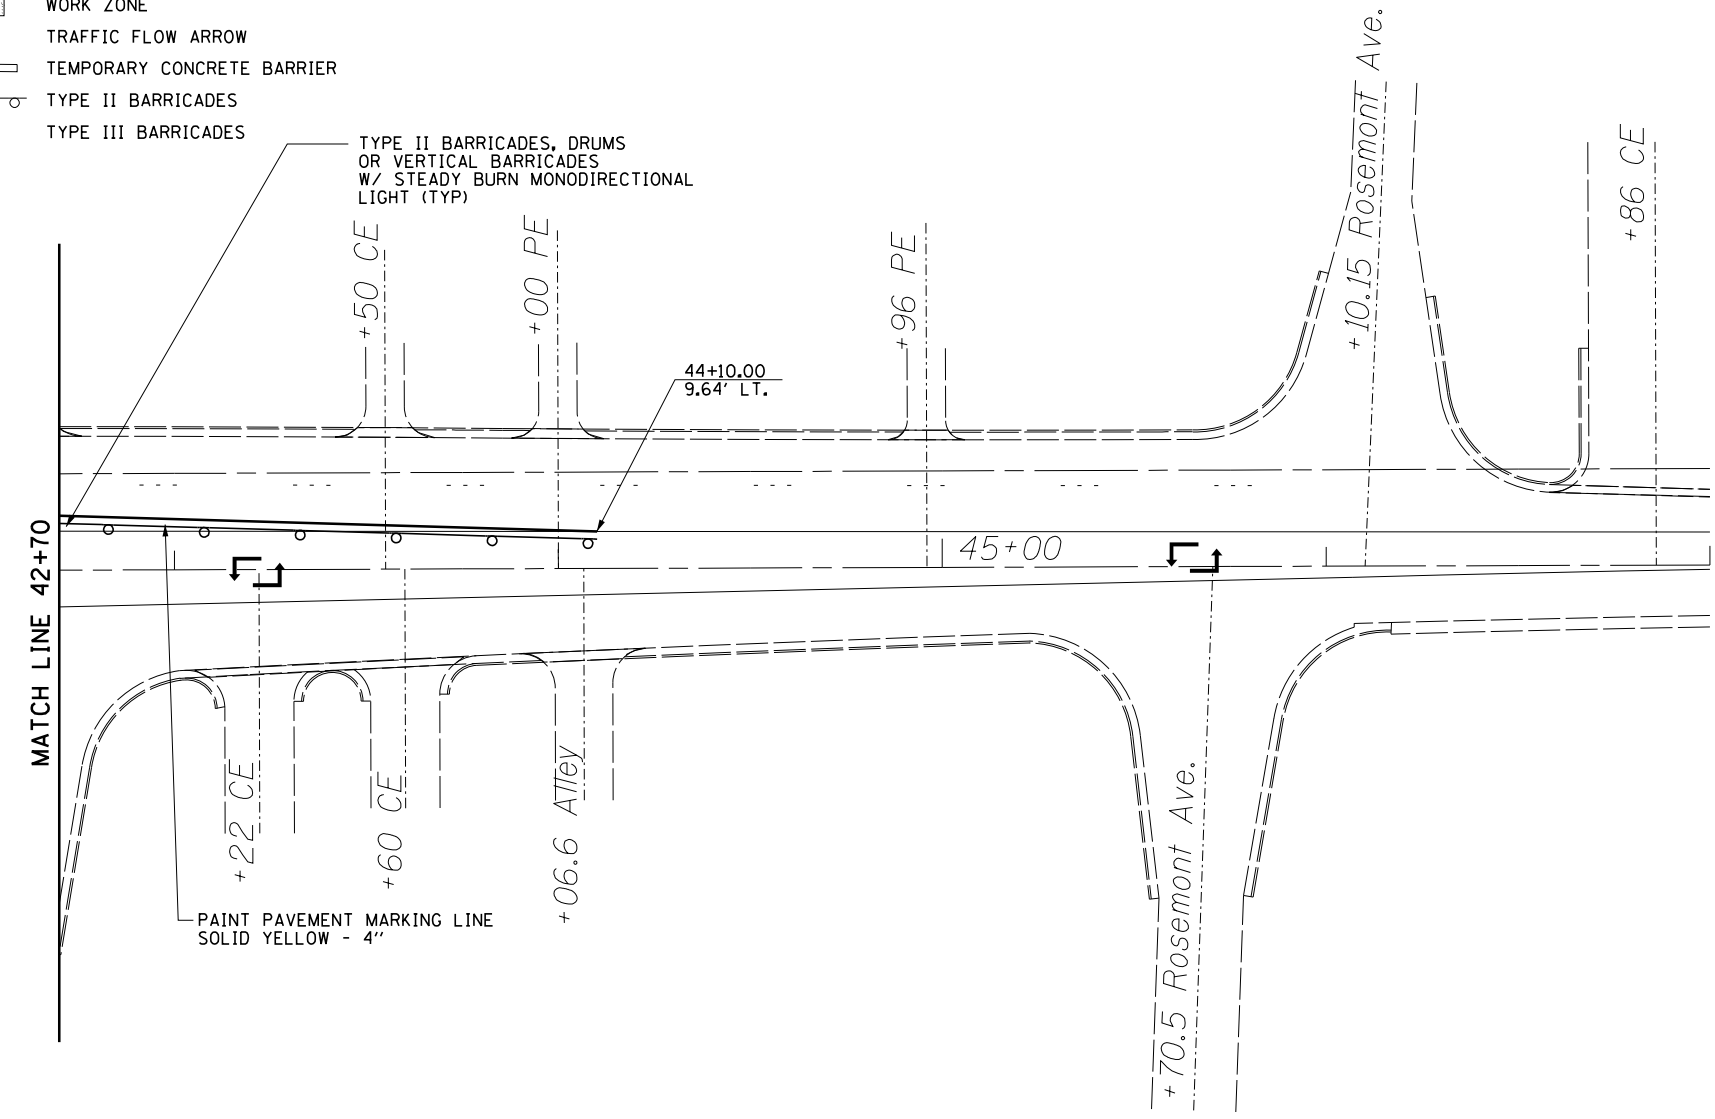 WORK ZONE
TRAFFIC FLOW ARROW
TEMPORARY CONCRETE BARRIER
TYPE II BARRICADES
TYPE III BARRICADES
TYPE II BARRICADES, DRUMS
OR VERTICAL BARRICADES
W/ STEADY BURN MONODIRECTIONAL
LIGHT (TYP)
+50 CE
+00 PE
+96 PE
+10.15 Rosemont Ave.
+86 CE
44+10.00
9.64' LT.
MATCH LINE 42+70
45+00
+22 CE
+60 CE
+06.6 Alley
+70.5 Rosemont Ave.
PAINT PAVEMENT MARKING LINE
SOLID YELLOW - 4''